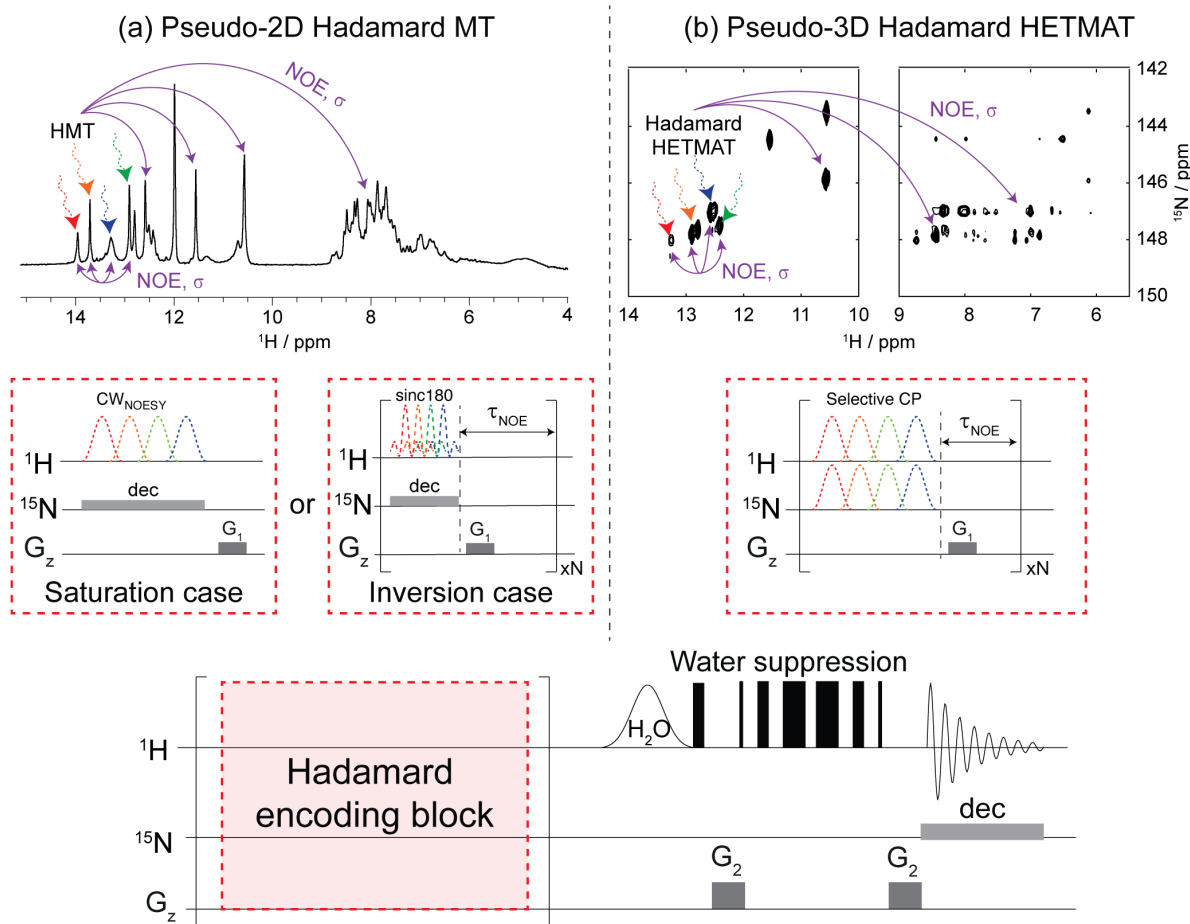 (a) Pseudo-2D Hadamard MT
(b) Pseudo-3D Hadamard HETMAT
NOE, σ
HMT
NOE, σ
14 12 10 8 6 4
¹H / ppm
NOE, σ
Hadamard
HETMAT
NOE, σ
142
144
146
148
150
¹⁵N / ppm
14 13 12 11 10 9 8 7 6
¹H / ppm
CW_NOESY
¹H
¹⁵N
dec
G_z
G₁
Saturation case
or
sinc180
τ_NOE
¹H
¹⁵N
dec
G_z
G₁
xN
Inversion case
Selective CP
τ_NOE
¹H
¹⁵N
G_z
G₁
xN
Water suppression
¹H
H₂O
Hadamard
encoding block
dec
¹⁵N
G₂
G₂
G_z